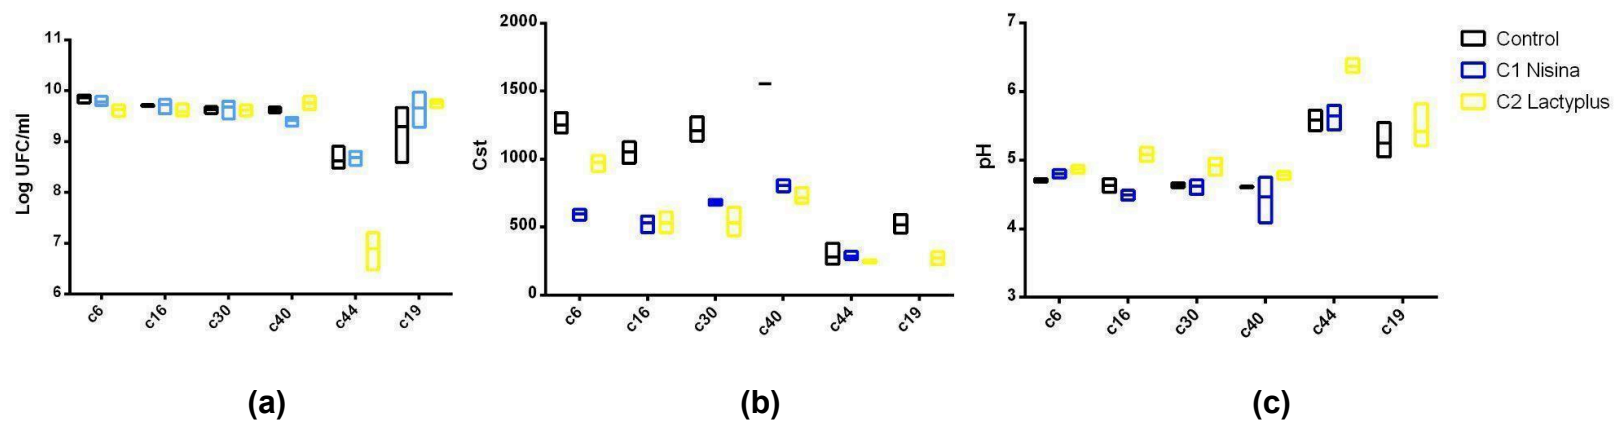 11
10
9
8
7
6
Log UFC/ml
c6
c16
c30
c40
c44
c19
(a)
2000
1500
1000
500
0
Cst
c6
c16
c30
c40
c44
c19
(b)
7
6
5
4
3
pH
c6
c16
c30
c40
c44
c19
(c)
Control
C1 Nisina
C2 Lactyplus